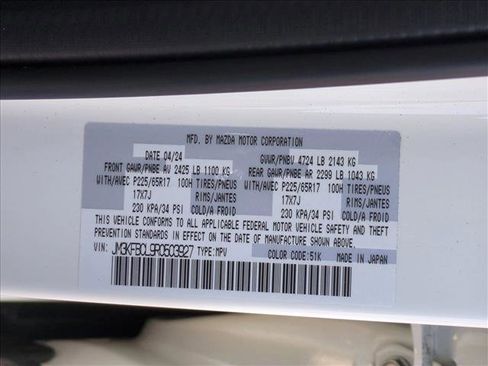 MFD. BY MAZDA MOTOR CORPORATION
DATE 04/24 GVWR/PNBV 4724 LB 2143 KG
FRONT GAWR/PNBE AV 2425 LB 1100 KG REAR GAWR/PNBE AR 2299 LB 1043 KG
WITH/AVEC P225/65R17 100H TIRES/PNEUS WITH/AVEC P225/65R17 100H TIRES/PNEUS
17X7J RIMS/JANTES 17X7J RIMS/JANTES
230 KPA/34 PSI COLD/A FROID 230 KPA/34 PSI COLD/A FROID
THIS VEHICLE CONFORMS TO ALL APPLICABLE FEDERAL MOTOR VEHICLE SAFETY AND THEFT
PREVENTION STANDARDS IN EFFECT ON THE DATE OF MANUFACTURE SHOWN ABOVE.
VIN: JM3KFBCL9R0503927 TYPE:MPV COLOR CODE:51K MADE IN JAPAN